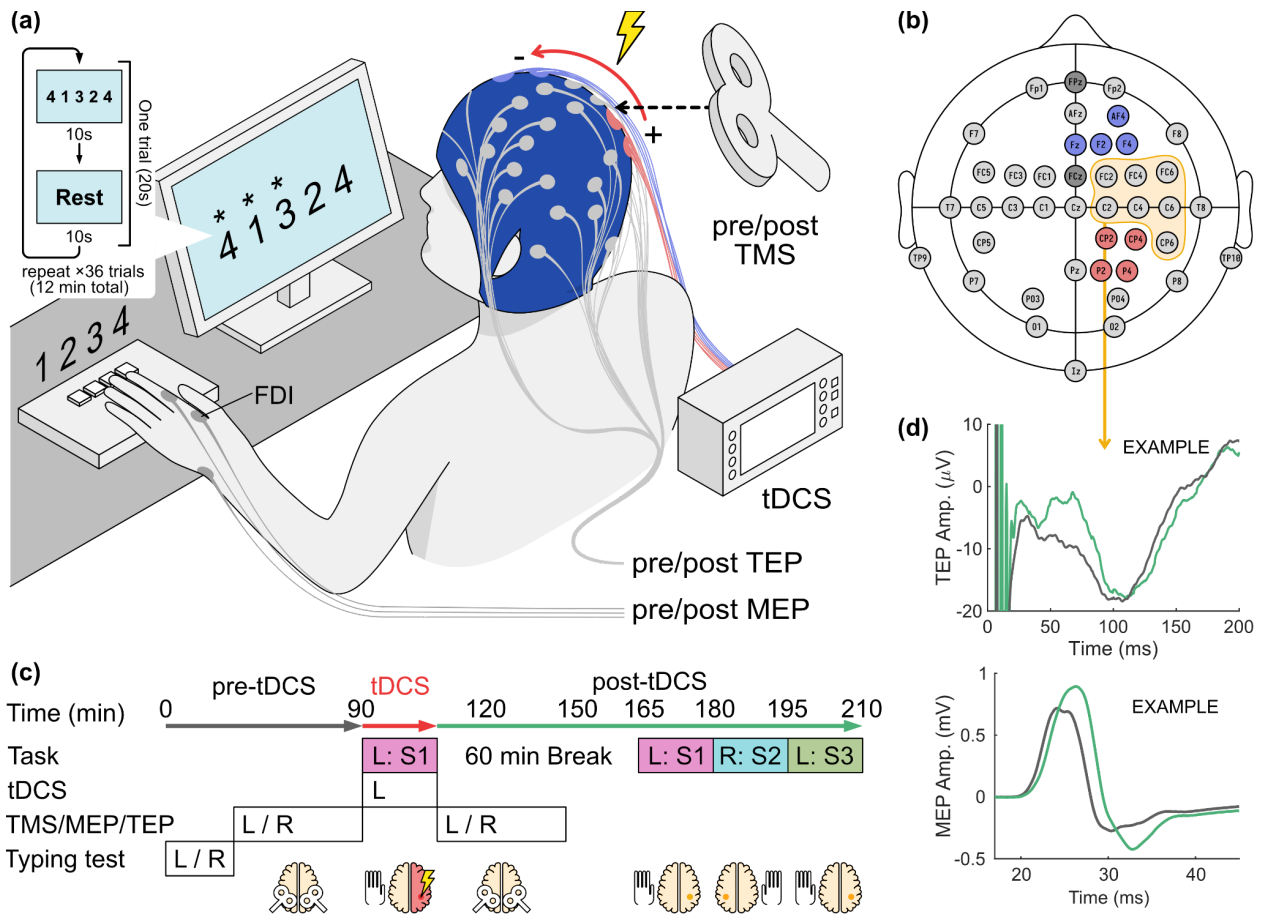 (a)
4 1 3 2 4
10s
Rest
10s
One trial (20s)
repeat ×36 trials
(12 min total)
* * *
4 1 3 2 4
1 2 3 4
FDI
-
+
pre/post
TMS
tDCS
pre/post TEP
pre/post MEP
(b)
Fp1 FPz Fp2
AFz AF4
F7 Fz F2 F4 F8
FC5 FC3 FC1 FCz FC2 FC4 FC6
T7 C5 C3 C1 Cz C2 C4 C6 T8
CP5 CP2 CP4 CP6
TP9 TP10
P7 Pz P2 P4 P8
PO3 PO4
O1 O2
Iz
(c)
pre-tDCS tDCS post-tDCS
Time (min) 0 90 120 150 165 180 195 210
Task L: S1 60 min Break L: S1 R: S2 L: S3
tDCS L
TMS/MEP/TEP L / R L / R
Typing test L / R
(d)
EXAMPLE
TEP Amp. (μV)
10
0
-10
-20
0 50 100 150 200
Time (ms)
EXAMPLE
MEP Amp. (mV)
1
0.5
0
-0.5
20 30 40
Time (ms)